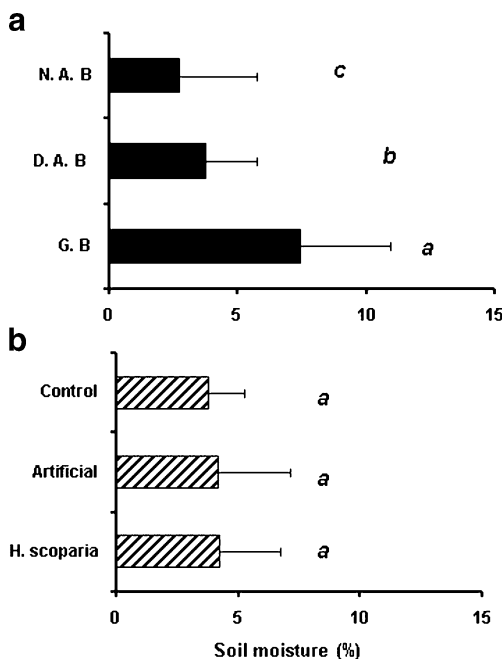 a
N. A. B
c
D. A. B
b
G. B
a
0 5 10 15
b
Control
a
Artificial
a
H. scoparia
a
0 5 10 15
Soil moisture (%)